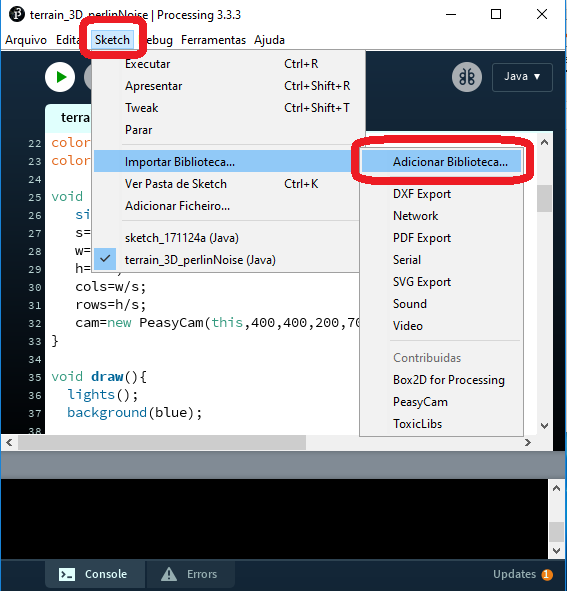 terrain_3D_perlinNoise | Processing 3.3.3
Arquivo Edita Sketch Debug Ferramentas Ajuda
Executar Ctrl+R
Apresentar Ctrl+Shift+R
Tweak Ctrl+Shift+T
Parar
Importar Biblioteca...
Ver Pasta de Sketch Ctrl+K
Adicionar Ficheiro...
sketch_171124a (Java)
terrain_3D_perlinNoise (Java)
Adicionar Biblioteca...
DXF Export
Network
PDF Export
Serial
SVG Export
Sound
Video
Contribuidas
Box2D for Processing
PeasyCam
ToxicLibs
Java ▾
terra
22 color
23 color
24
25 void
26 si
27 s=
28 w=
29 h=
30 cols=w/s;
31 rows=h/s;
32 cam=new PeasyCam(this,400,400,200,70
33 }
34
35 void draw(){
36 lights();
37 background(blue);
38
Console
Errors
Updates 1